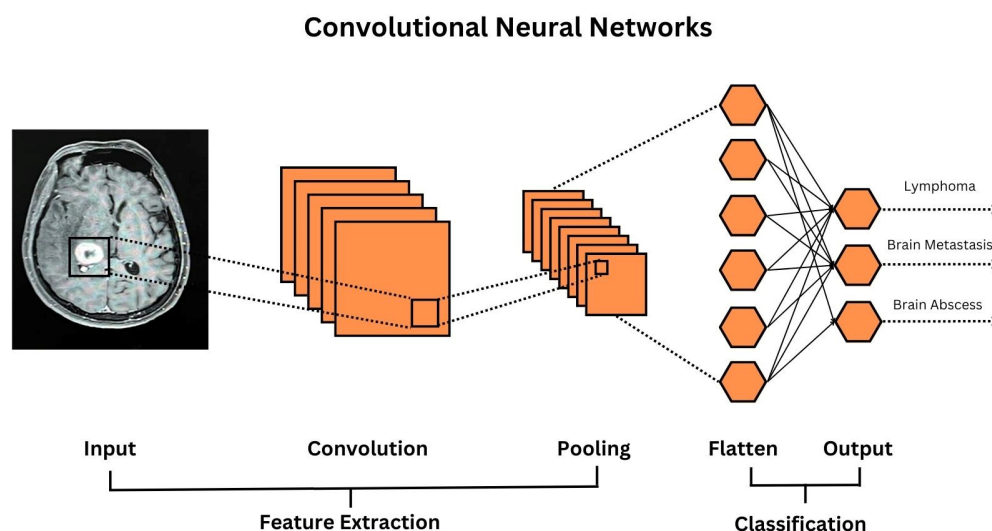 Convolutional Neural Networks
Lymphoma
Brain Metastasis
Brain Abscess
Input
Convolution
Pooling
Flatten
Output
Feature Extraction
Classification